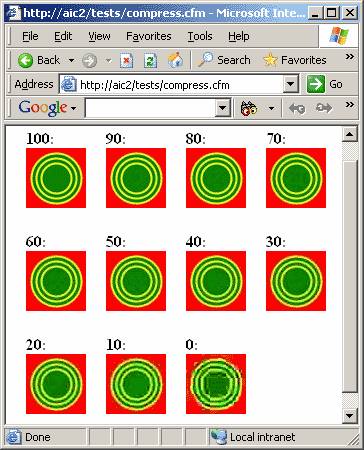 http://aic2/tests/compress.cfm - Microsoft Inte...
File Edit View Favorites Tools Help
Back Search Favorites
Address http://aic2/tests/compress.cfm Go
Google
100: 90: 80: 70:
60: 50: 40: 30:
20: 10: 0:
Done Local intranet